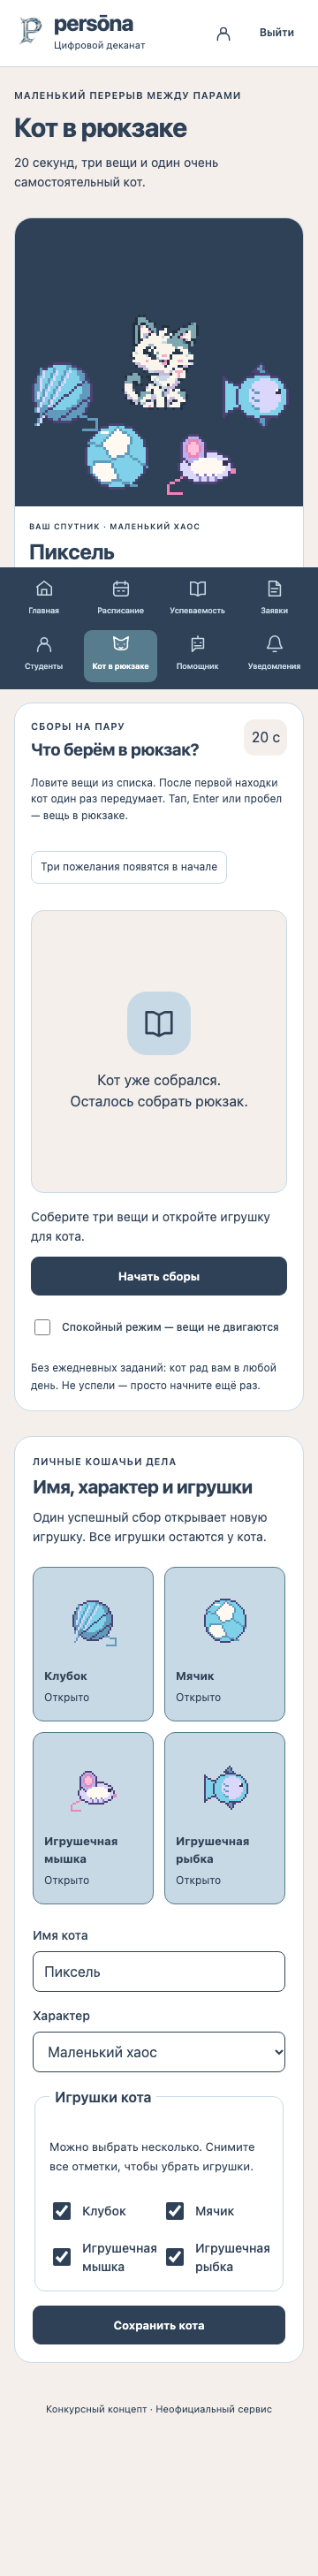 persōna
Цифровой деканат
Выйти
МАЛЕНЬКИЙ ПЕРЕРЫВ МЕЖДУ ПАРАМИ
Кот в рюкзаке
20 секунд, три вещи и один очень
самостоятельный кот.
ВАШ СПУТНИК · МАЛЕНЬКИЙ ХАОС
Пиксель
Главная
Расписание
Успеваемость
Заявки
Студенты
Кот в рюкзаке
Помощник
Уведомления
СБОРЫ НА ПАРУ
Что берём в рюкзак?
20 с
Ловите вещи из списка. После первой находки
кот один раз передумает. Тап, Enter или пробел
— вещь в рюкзаке.
Три пожелания появятся в начале
Кот уже собрался.
Осталось собрать рюкзак.
Соберите три вещи и откройте игрушку
для кота.
Начать сборы
Спокойный режим — вещи не двигаются
Без ежедневных заданий: кот рад вам в любой
день. Не успели — просто начните ещё раз.
ЛИЧНЫЕ КОШАЧЬИ ДЕЛА
Имя, характер и игрушки
Один успешный сбор открывает новую
игрушку. Все игрушки остаются у кота.
Клубок
Открыто
Мячик
Открыто
Игрушечная
мышка
Открыто
Игрушечная
рыбка
Открыто
Имя кота
Пиксель
Характер
Маленький хаос
Игрушки кота
Можно выбрать несколько. Снимите
все отметки, чтобы убрать игрушки.
Клубок
Мячик
Игрушечная
мышка
Игрушечная
рыбка
Сохранить кота
Конкурсный концепт · Неофициальный сервис